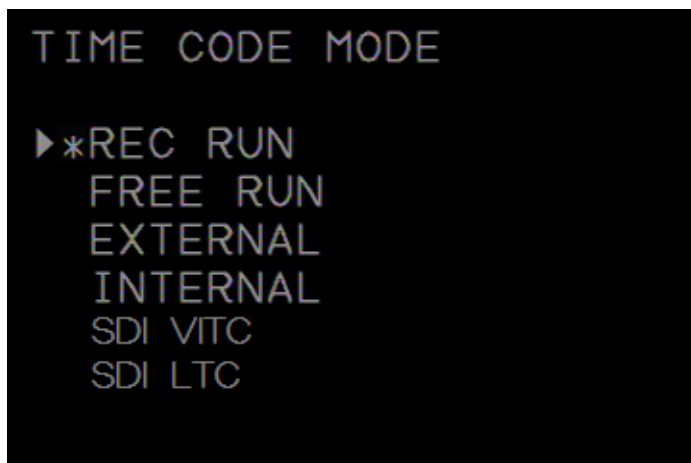 TIME CODE MODE
▶*REC RUN
FREE RUN
EXTERNAL
INTERNAL
SDI VITC
SDI LTC